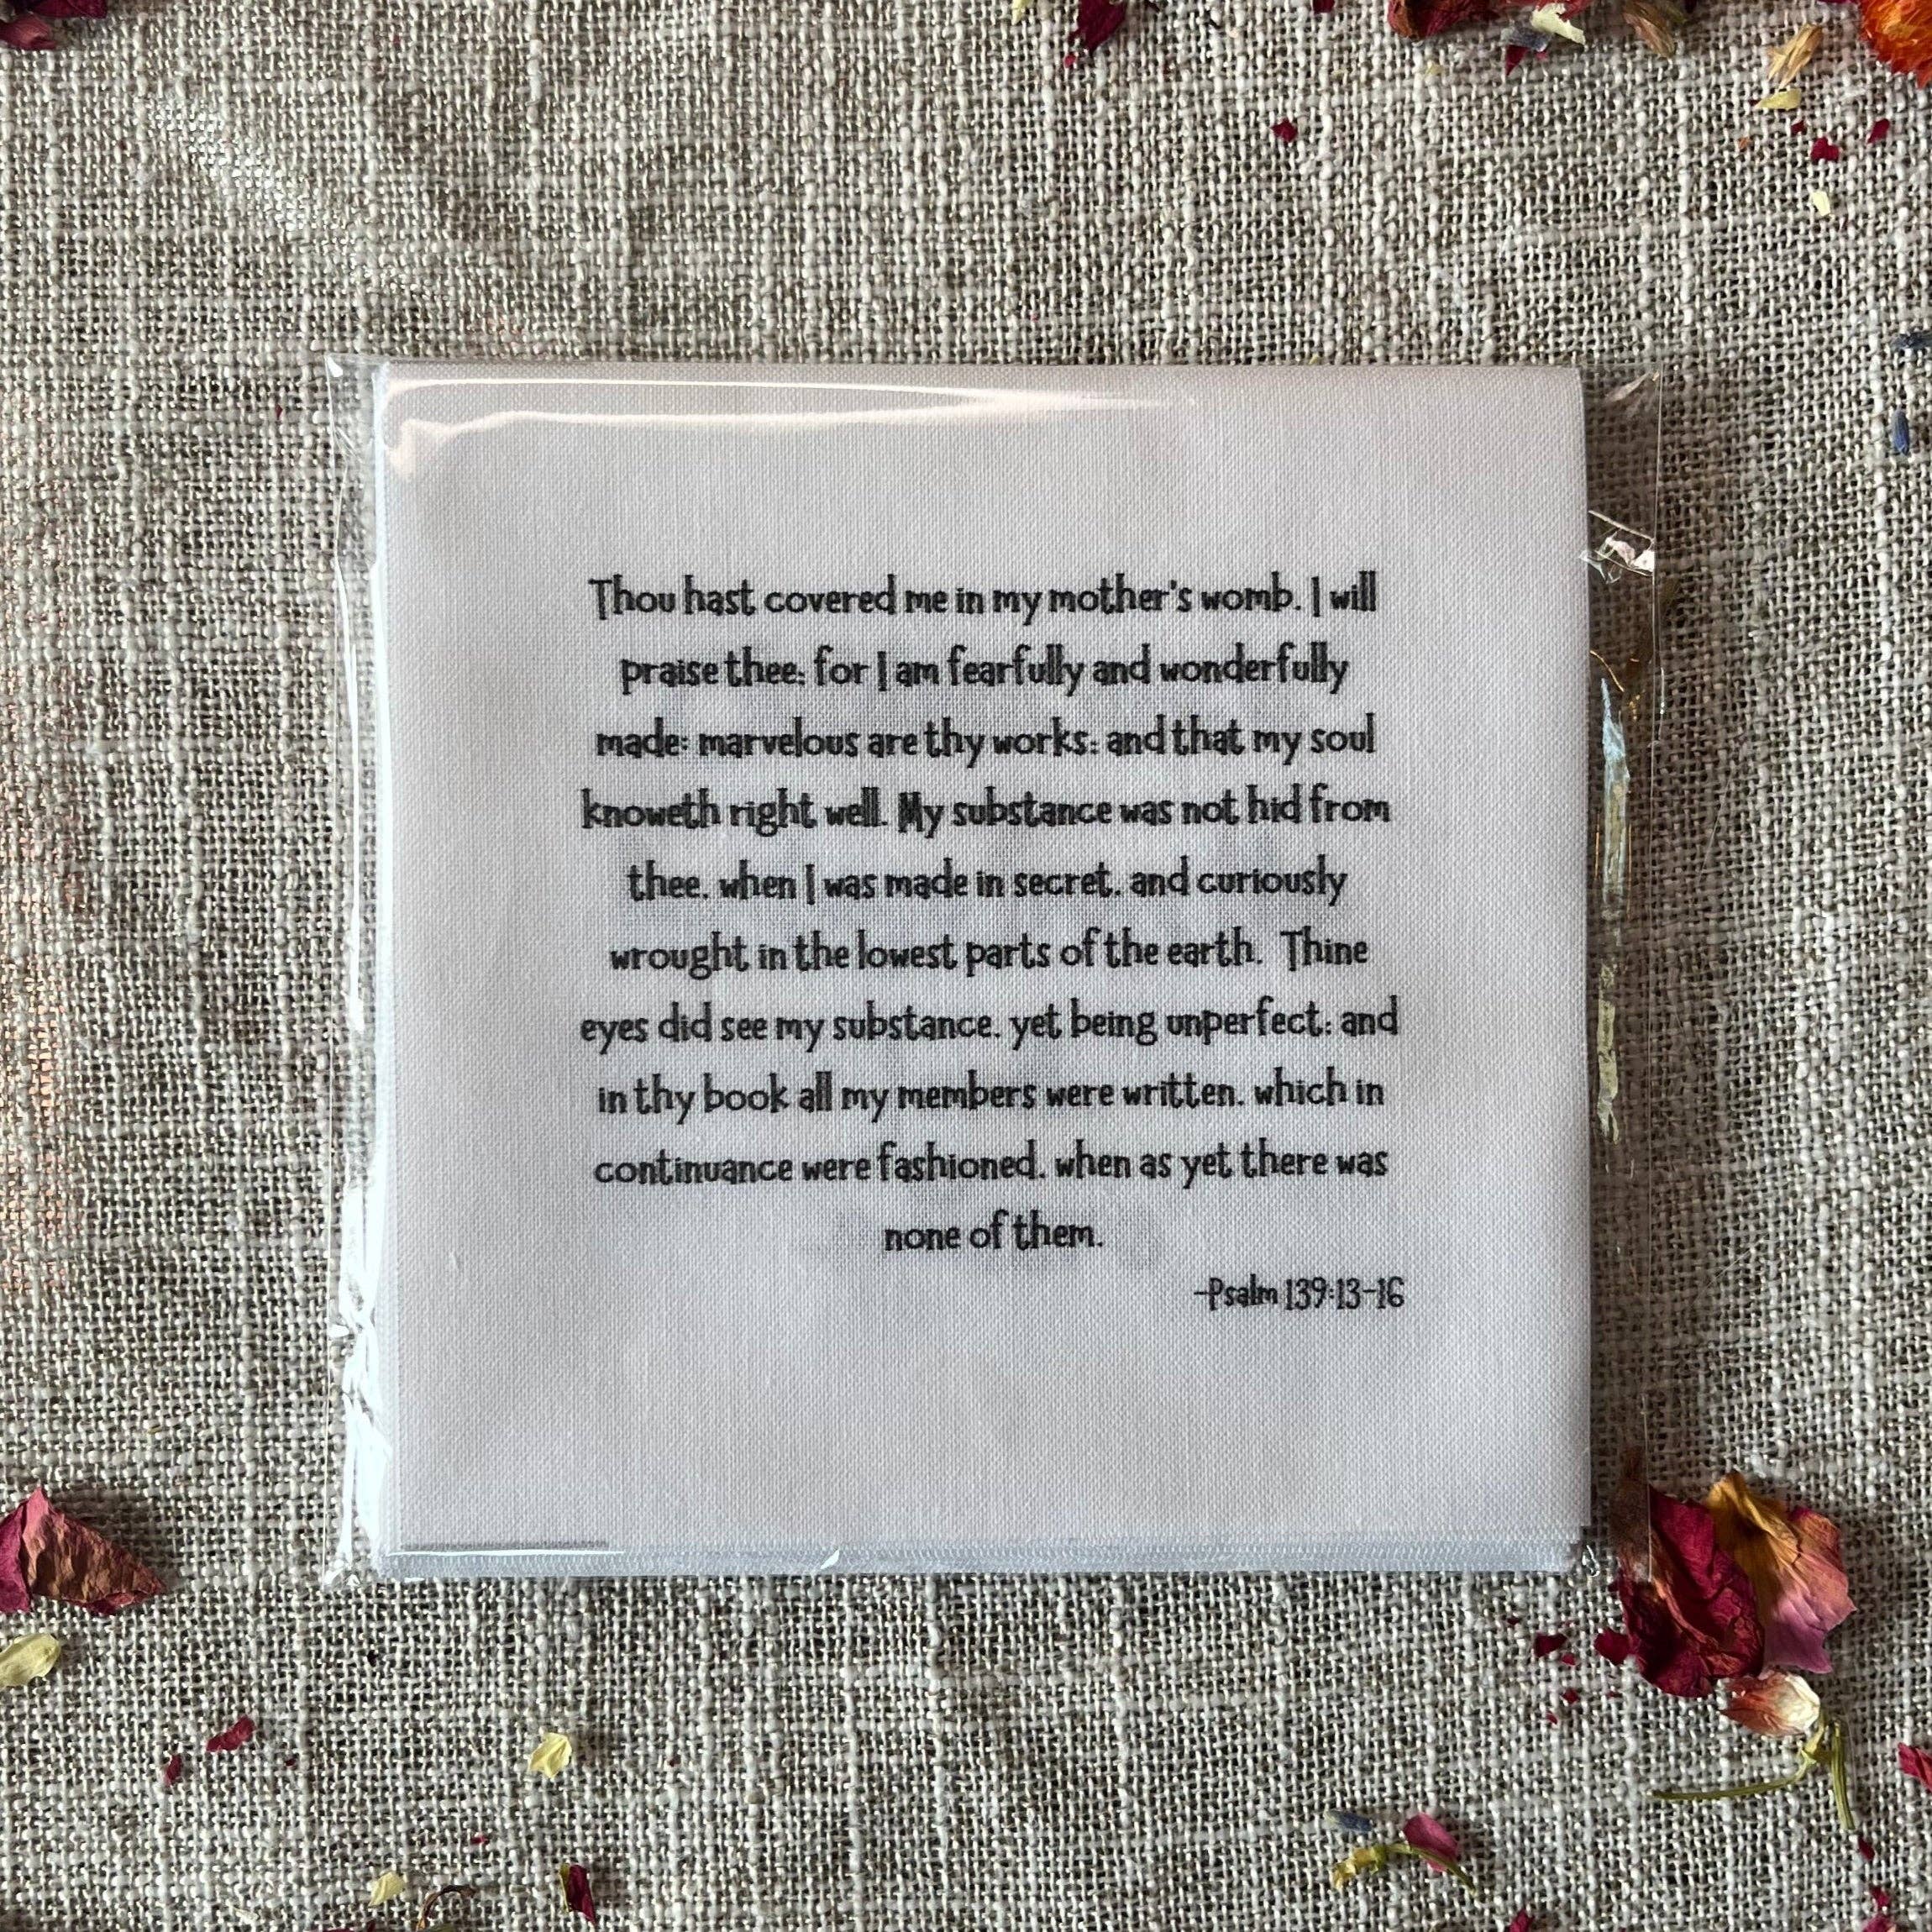 Thou hast covered me in my mother's womb. I will
praise thee; for I am fearfully and wonderfully
made: marvelous are thy works; and that my soul
knoweth right well. My substance was not hid from
thee, when I was made in secret, and curiously
wrought in the lowest parts of the earth. Thine
eyes did see my substance, yet being unperfect; and
in thy book all my members were written, which in
continuance were fashioned, when as yet there was
none of them.
-Psalm 139:13-16